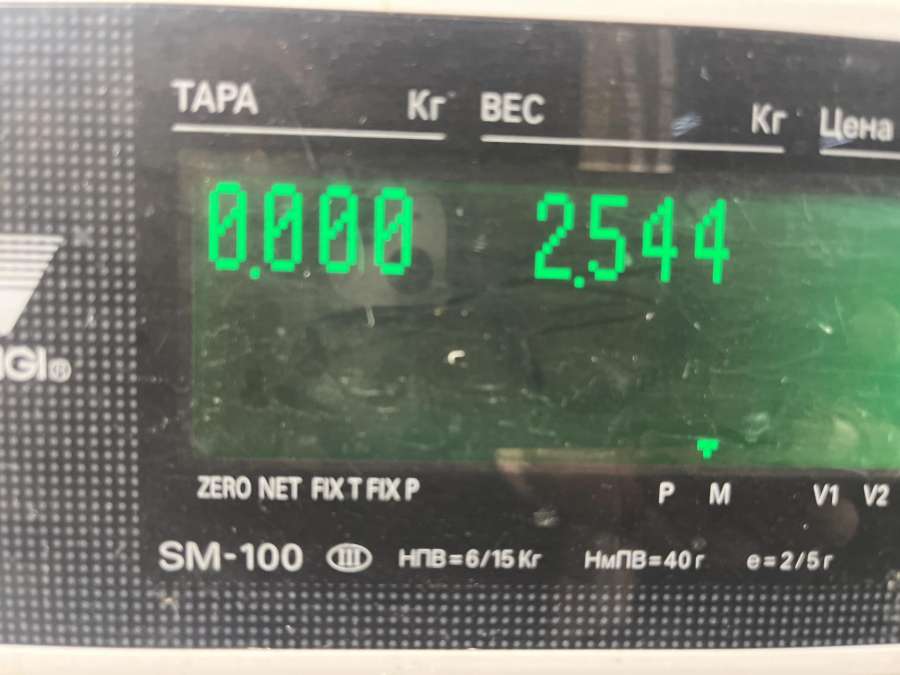 ТАРА Кг ВЕС Кг Цена
0.000 2.544
IGI®
ZERO NET FIX T FIX P P M V1 V2
SM-100 III НПВ=6/15 Кг НмПВ=40 г e=2/5 г